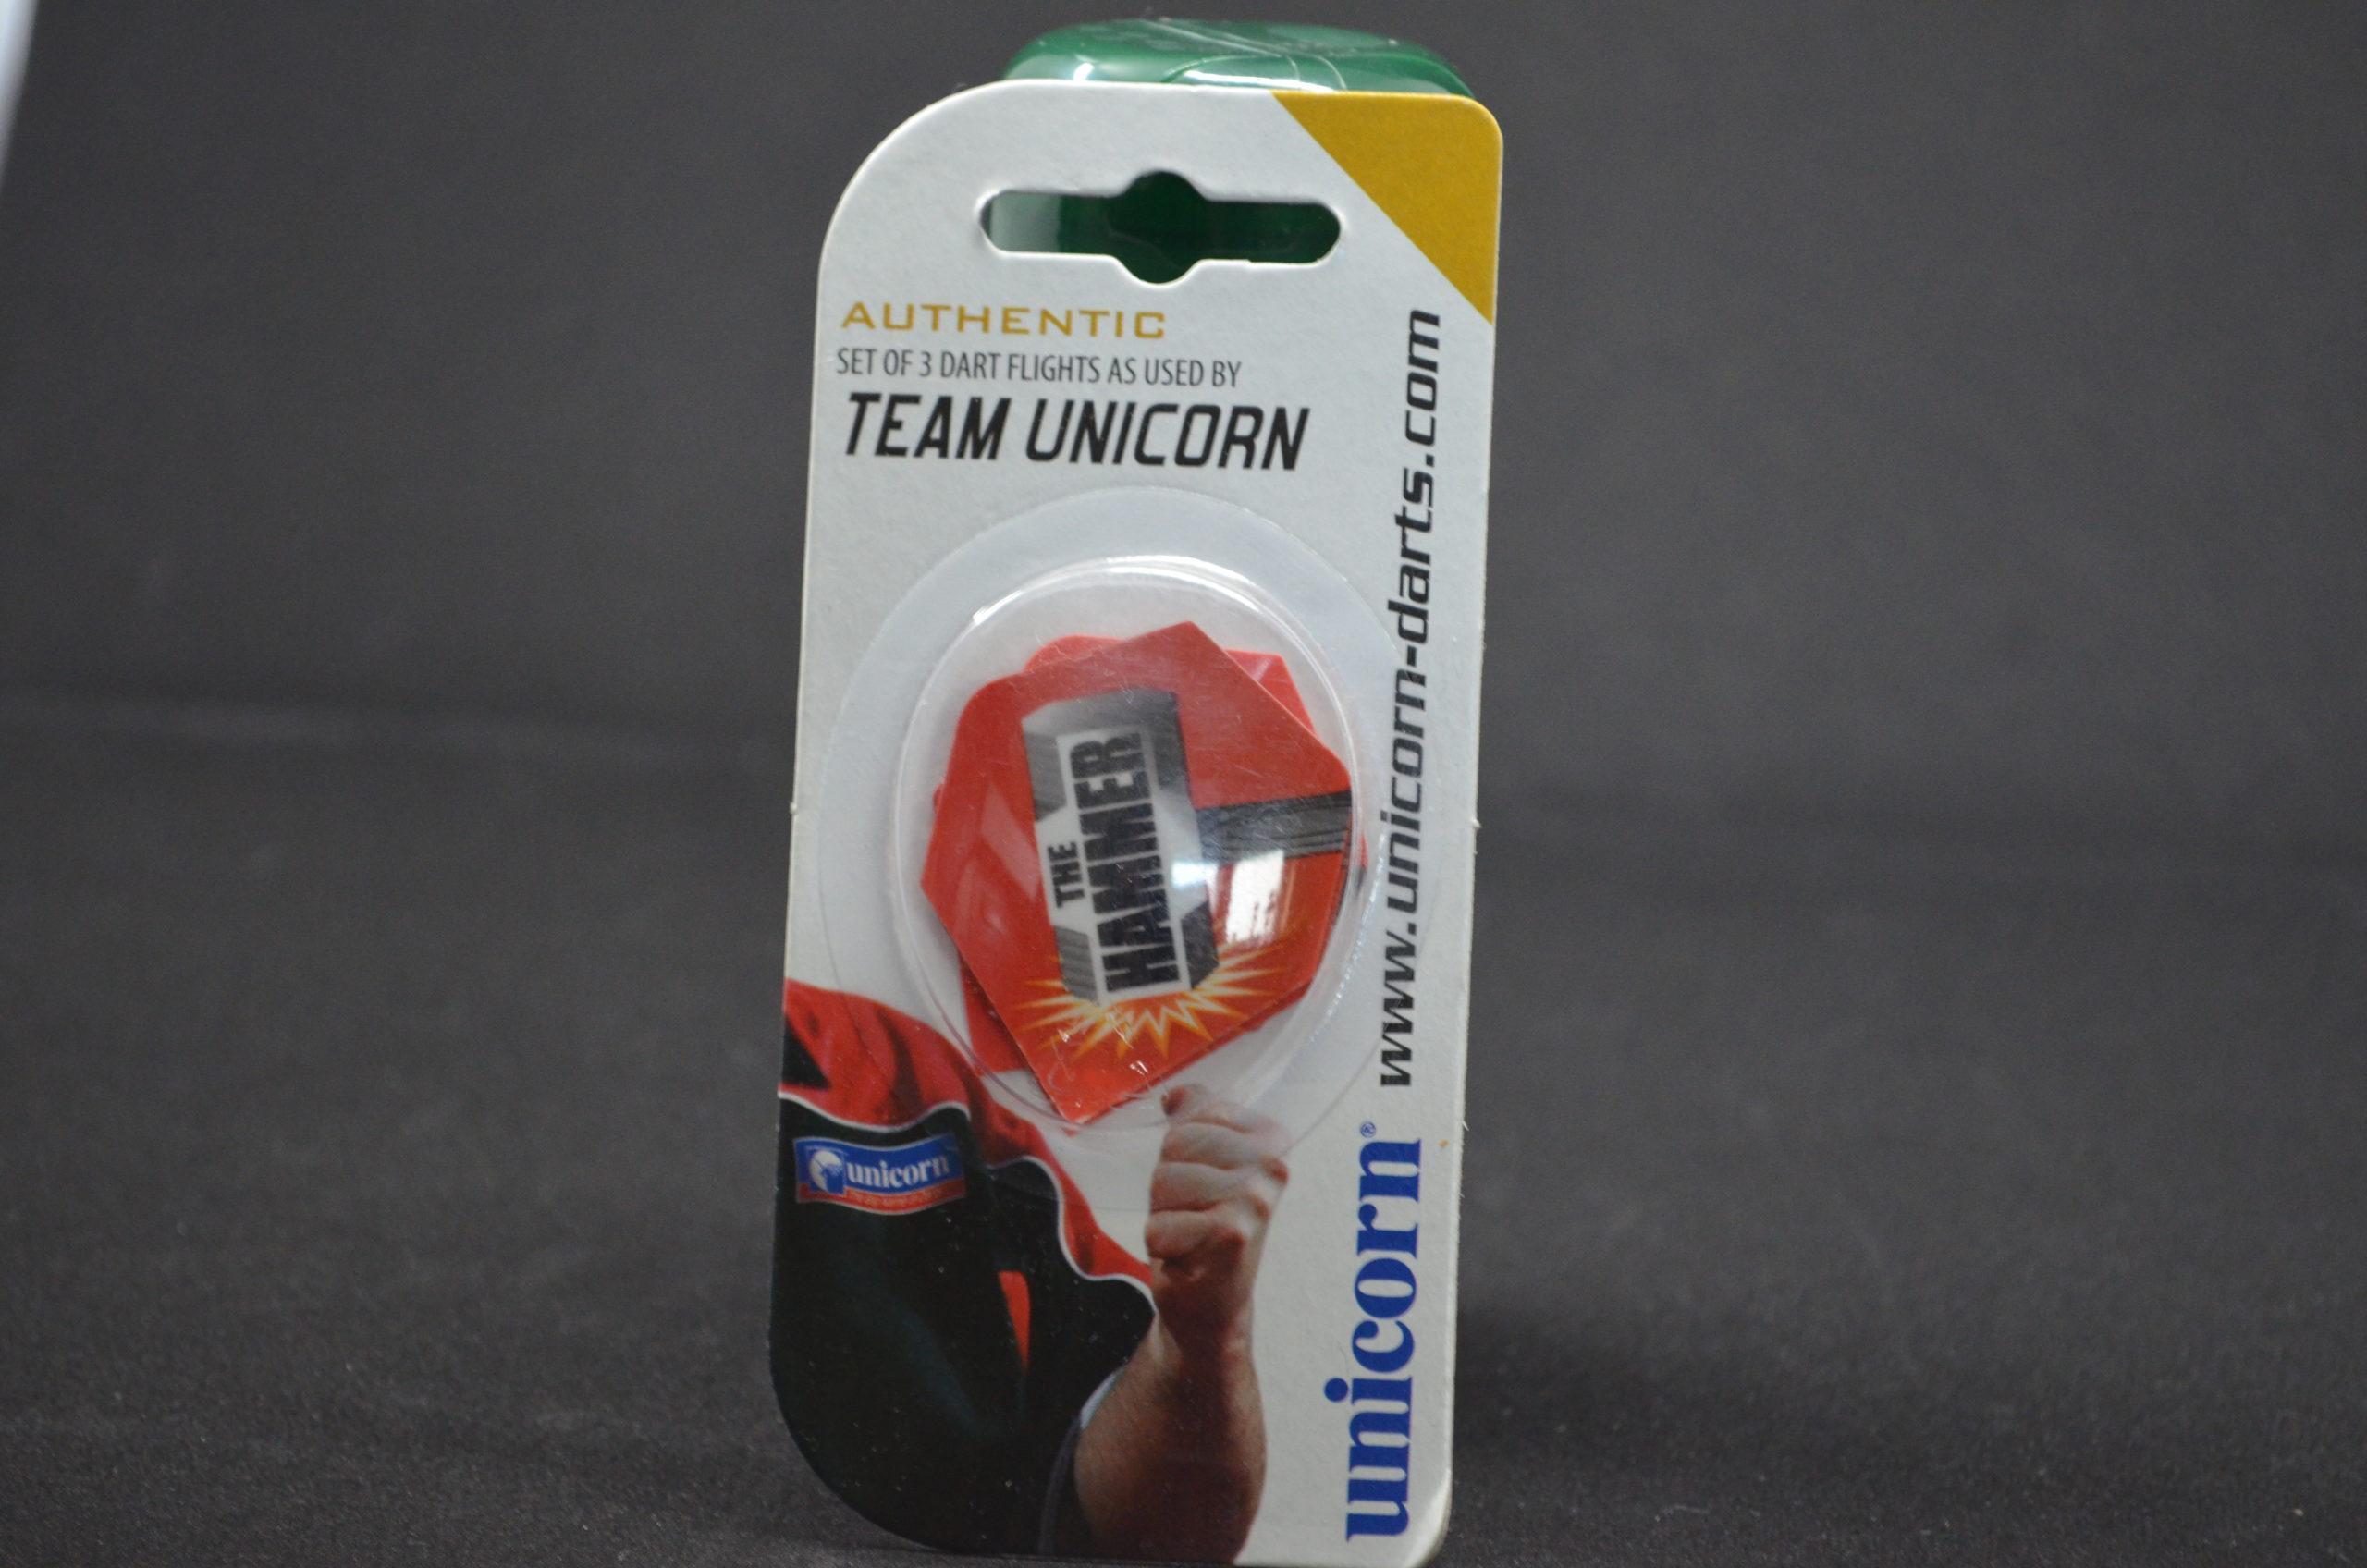 AUTHENTIC
SET OF 3 DART FLIGHTS AS USED BY
TEAM UNICORN
www.unicorn-darts.com
THE
HAMMER
unicorn
unicorn®